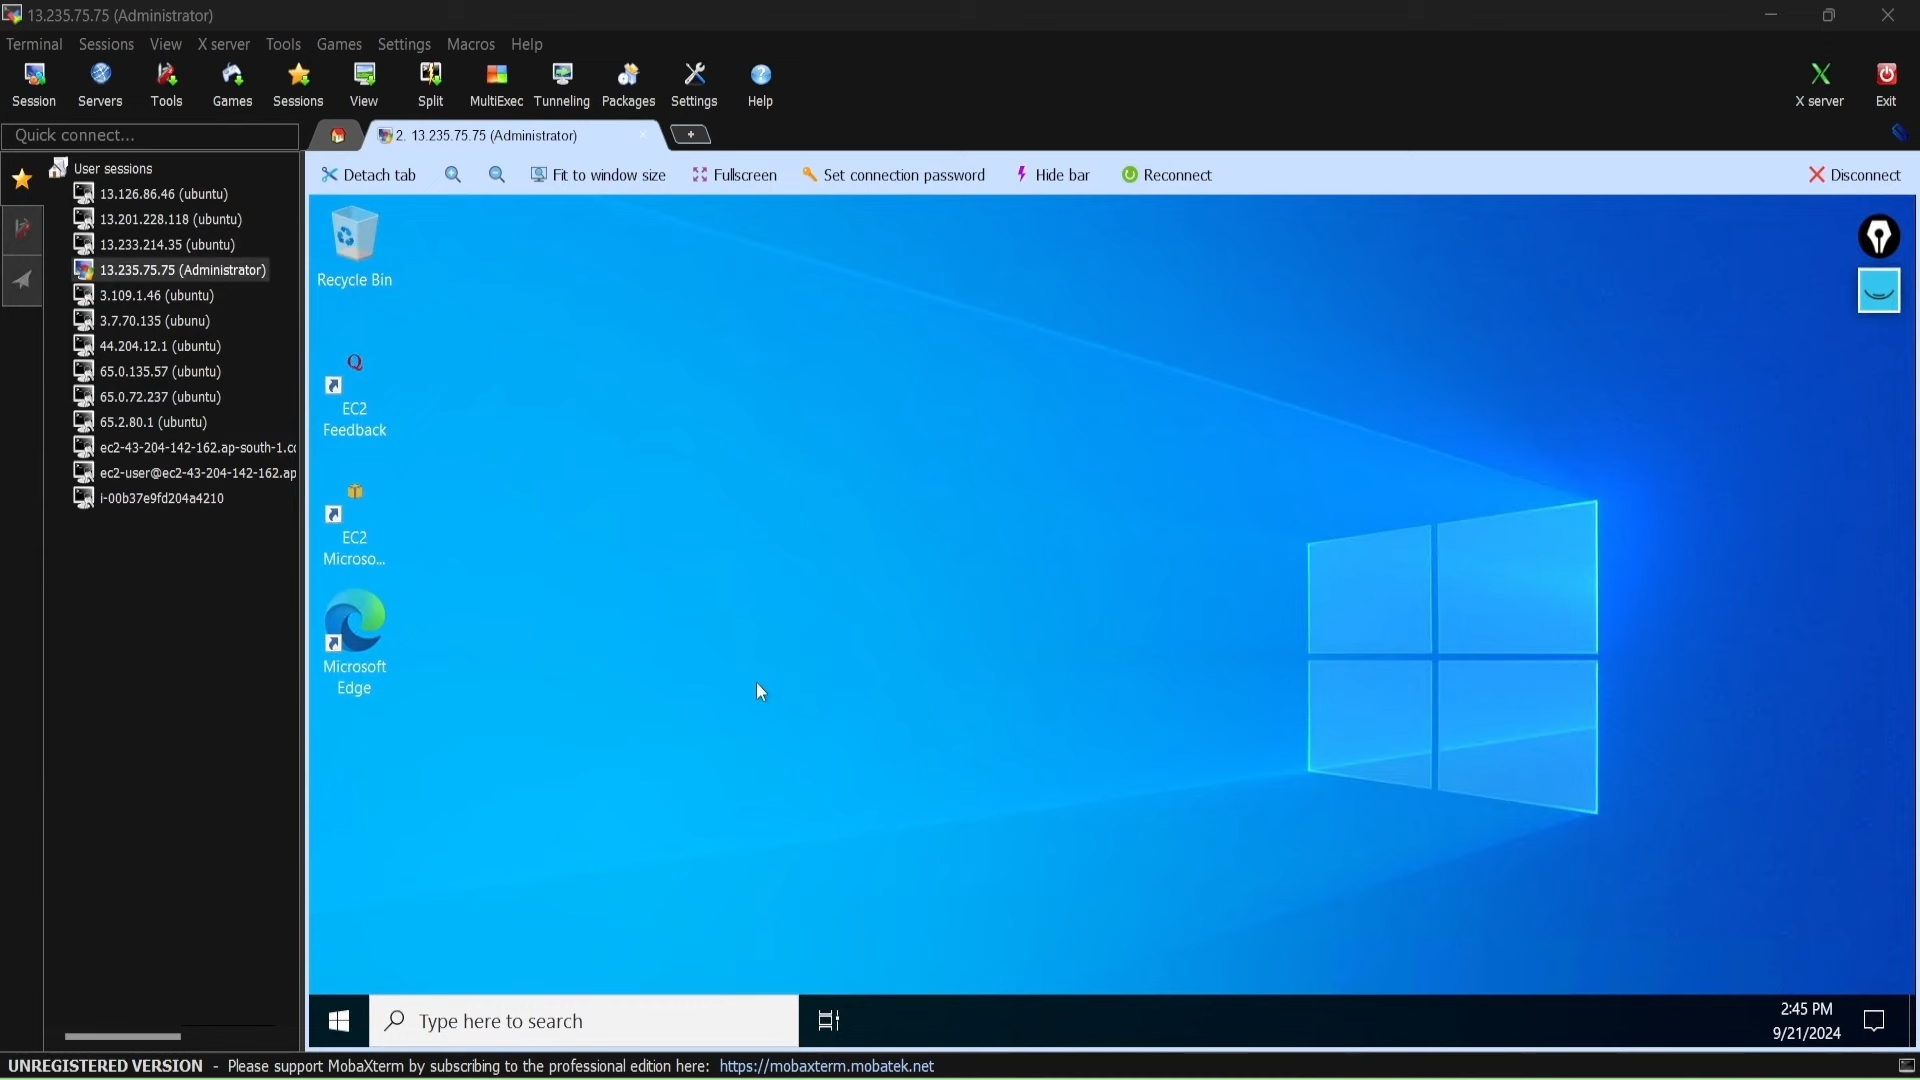 13.235.75.75 (Administrator)
Terminal Sessions View X server Tools Games Settings Macros Help
Session Servers Tools Games Sessions View Split MultiExec Tunneling Packages Settings Help X server Exit
Quick connect...
2. 13.235.75.75 (Administrator)
Detach tab Fit to window size Fullscreen Set connection password Hide bar Reconnect Disconnect
User sessions
13.126.86.46 (ubuntu)
13.201.228.118 (ubuntu)
13.233.214.35 (ubuntu)
13.235.75.75 (Administrator)
3.109.1.46 (ubuntu)
3.7.70.135 (ubunu)
44.204.12.1 (ubuntu)
65.0.135.57 (ubuntu)
65.0.72.237 (ubuntu)
65.2.80.1 (ubuntu)
ec2-43-204-142-162.ap-south-1.cc
ec2-user@ec2-43-204-142-162.ap
i-00b37e9fd204a4210
Recycle Bin
EC2
Feedback
EC2
Microso...
Microsoft
Edge
Type here to search
2:45 PM
9/21/2024
UNREGISTERED VERSION - Please support MobaXterm by subscribing to the professional edition here: https://mobaxterm.mobatek.net